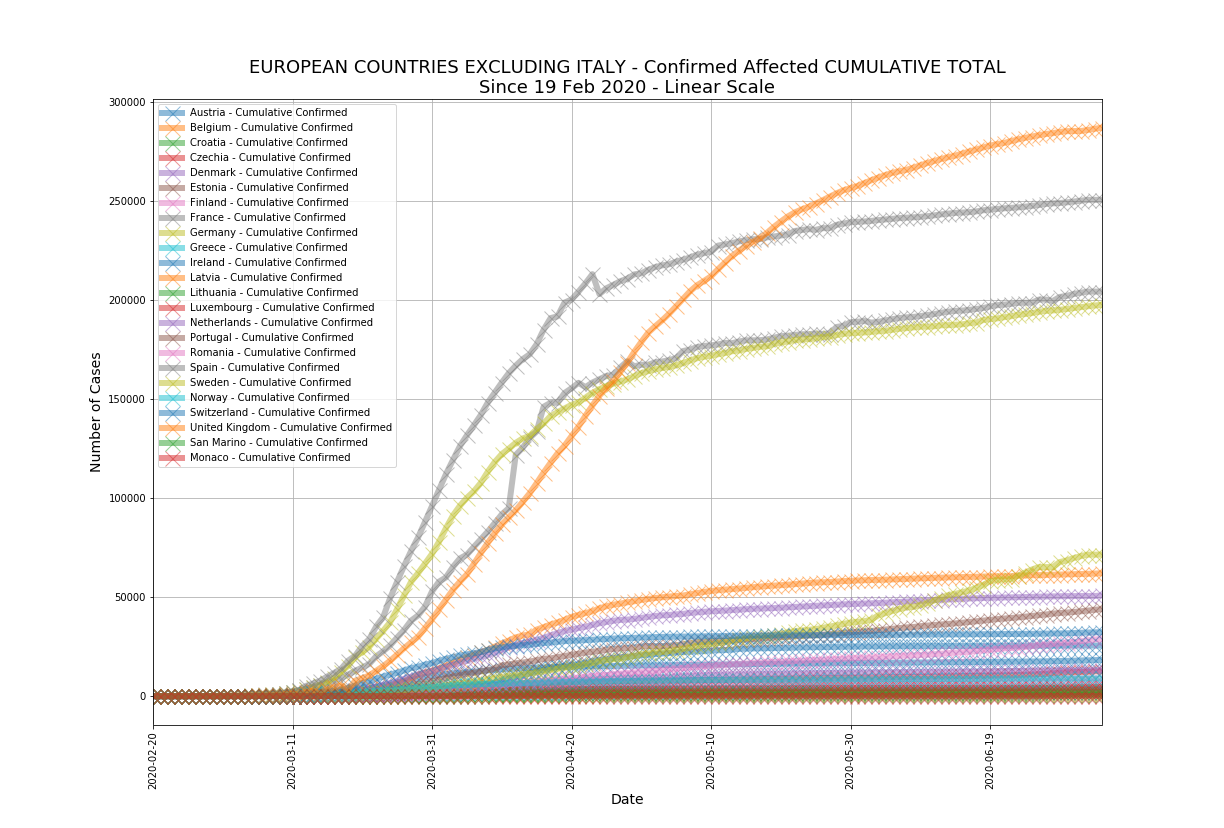 EUROPEAN COUNTRIES EXCLUDING ITALY - Confirmed Affected CUMULATIVE TOTAL
Since 19 Feb 2020 - Linear Scale
300000
250000
200000
150000
100000
50000
0
Number of Cases
Austria - Cumulative Confirmed
Belgium - Cumulative Confirmed
Croatia - Cumulative Confirmed
Czechia - Cumulative Confirmed
Denmark - Cumulative Confirmed
Estonia - Cumulative Confirmed
Finland - Cumulative Confirmed
France - Cumulative Confirmed
Germany - Cumulative Confirmed
Greece - Cumulative Confirmed
Ireland - Cumulative Confirmed
Latvia - Cumulative Confirmed
Lithuania - Cumulative Confirmed
Luxembourg - Cumulative Confirmed
Netherlands - Cumulative Confirmed
Portugal - Cumulative Confirmed
Romania - Cumulative Confirmed
Spain - Cumulative Confirmed
Sweden - Cumulative Confirmed
Norway - Cumulative Confirmed
Switzerland - Cumulative Confirmed
United Kingdom - Cumulative Confirmed
San Marino - Cumulative Confirmed
Monaco - Cumulative Confirmed
2020-02-20
2020-03-11
2020-03-31
2020-04-20
2020-05-10
2020-05-30
2020-06-19
Date